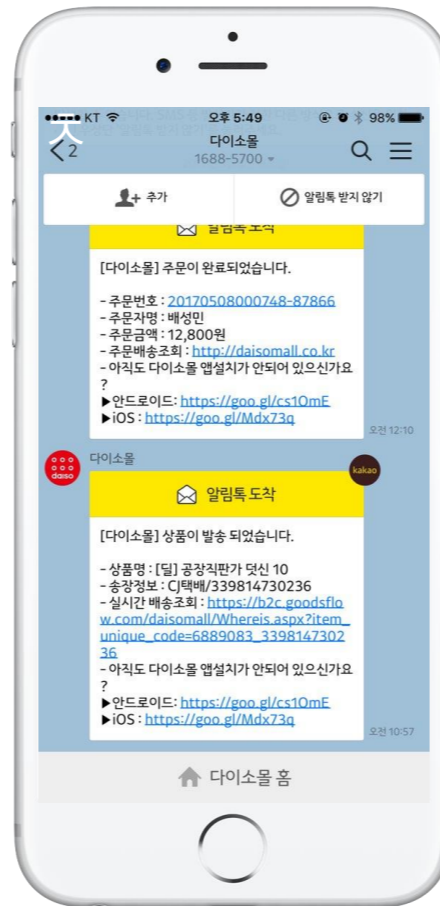 KT 오후 5:49 98%
< 2 다이소몰
1688-5700
추가 알림톡 받지 않기
알림톡 도착
[다이소몰] 주문이 완료되었습니다.
- 주문번호 : 20170508000748-87866
- 주문자명 : 배성민
- 주문금액 : 12,800원
- 주문배송조회 : http://daisomall.co.kr
- 아직도 다이소몰 앱설치가 안되어 있으신가요
?
▶안드로이드: https://goo.gl/cs1OmE
▶iOS : https://goo.gl/Mdx73q
오전 12:10
다이소몰
daiso
kakao
알림톡 도착
[다이소몰] 상품이 발송 되었습니다.
- 상품명 : [딜] 공장직판가 덧신 10
- 송장정보 : CJ택배/339814730236
- 실시간 배송조회 : https://b2c.goodsflo
w.com/daisomall/Whereis.aspx?item_
unique_code=6889083_3398147302
36
- 아직도 다이소몰 앱설치가 안되어 있으신가요
?
▶안드로이드: https://goo.gl/cs1OmE
▶iOS : https://goo.gl/Mdx73q
오전 10:57
다이소몰 홈